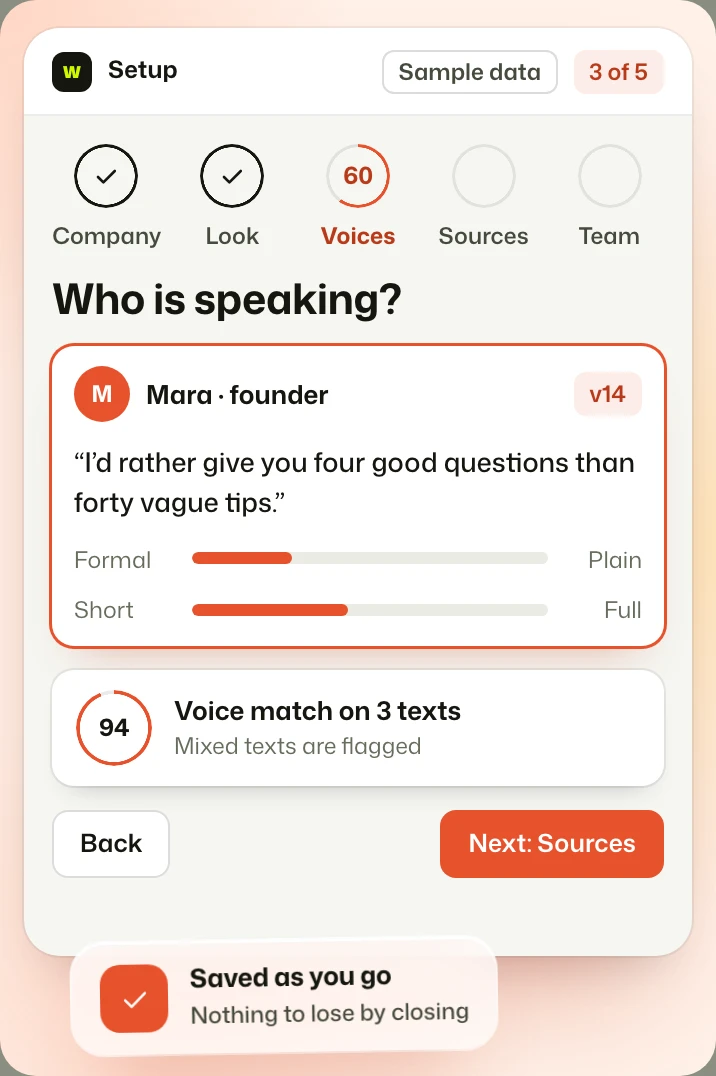 w Setup Sample data 3 of 5
60
Company Look Voices Sources Team
Who is speaking?
M Mara · founder v14
“I’d rather give you four good questions than
forty vague tips.”
Formal Plain
Short Full
94
Voice match on 3 texts
Mixed texts are flagged
Back Next: Sources
Saved as you go
Nothing to lose by closing